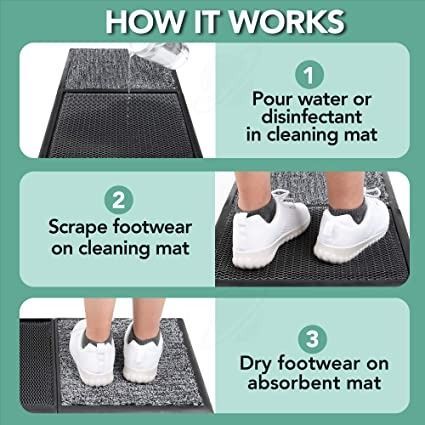 HOW IT WORKS
1
Pour water or
disinfectant
in cleaning mat
2
Scrape footwear
on cleaning mat
3
Dry footwear on
absorbent mat